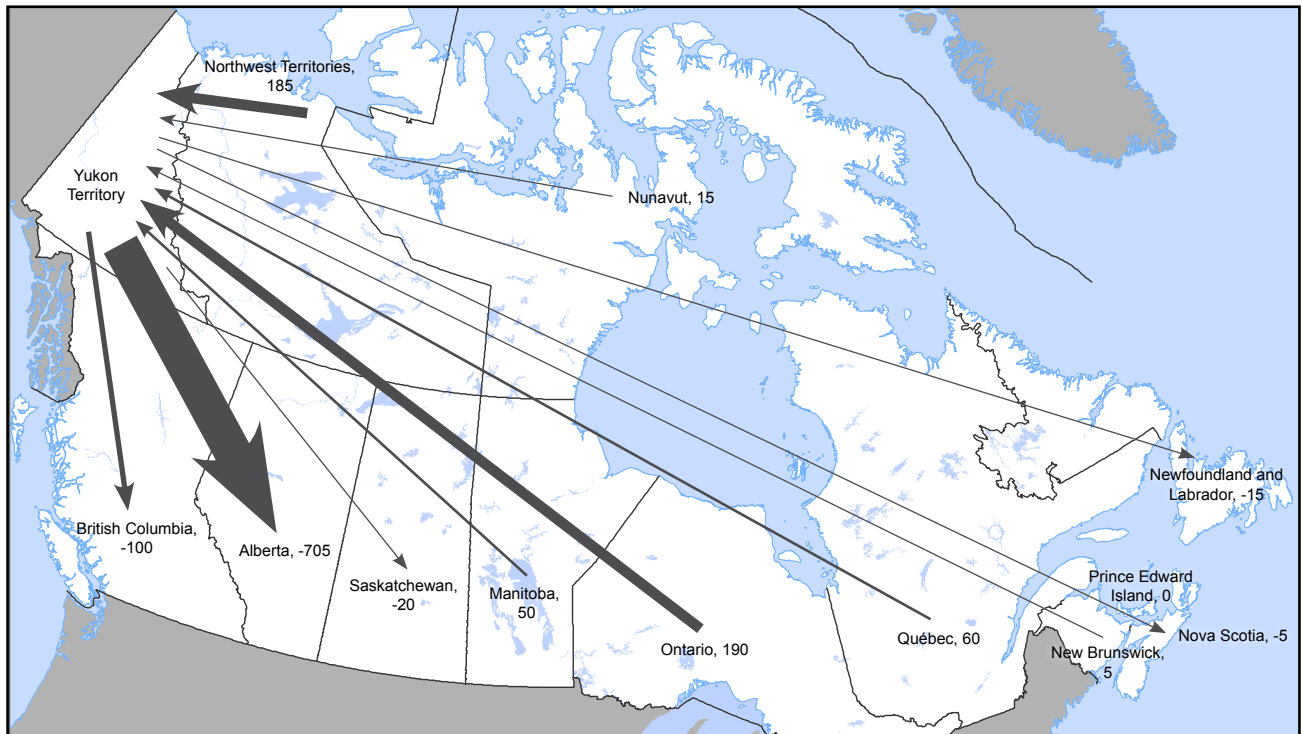 Northwest Territories,
185
Yukon
Territory
Nunavut, 15
Newfoundland and
Labrador, -15
British Columbia,
-100
Alberta, -705
Saskatchewan,
-20
Manitoba,
50
Ontario, 190
Québec, 60
Prince Edward
Island, 0
Nova Scotia, -5
New Brunswick,
5